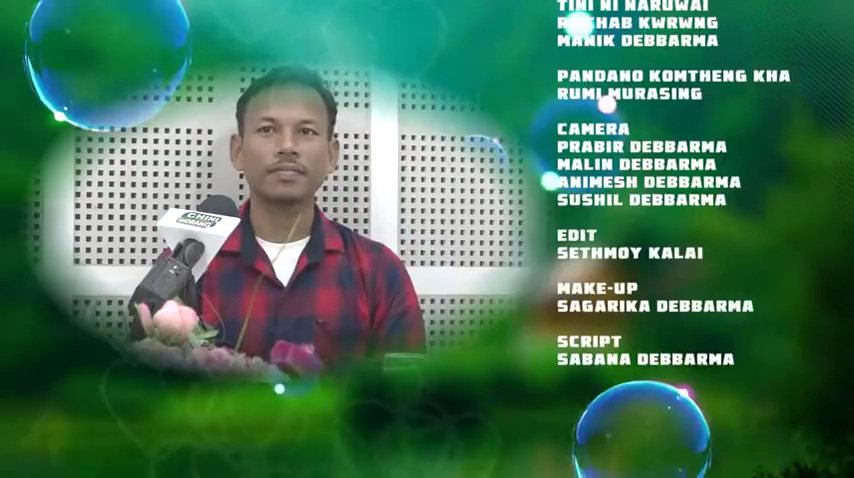 TINI NI NARUWAI
KWRWNG
MANIK DEBBARMA
PANDANO KOMTHENG KHA
RUMI MURASING
CAMERA
PRABIR DEBBARMA
MALIN DEBBARMA
ANIMESH DEBBARMA
SUSHIL DEBBARMA
EDIT
SETHMOY KALAI
MAKE-UP
SAGARIKA DEBBARMA
SCRIPT
SABANA DEBBARMA